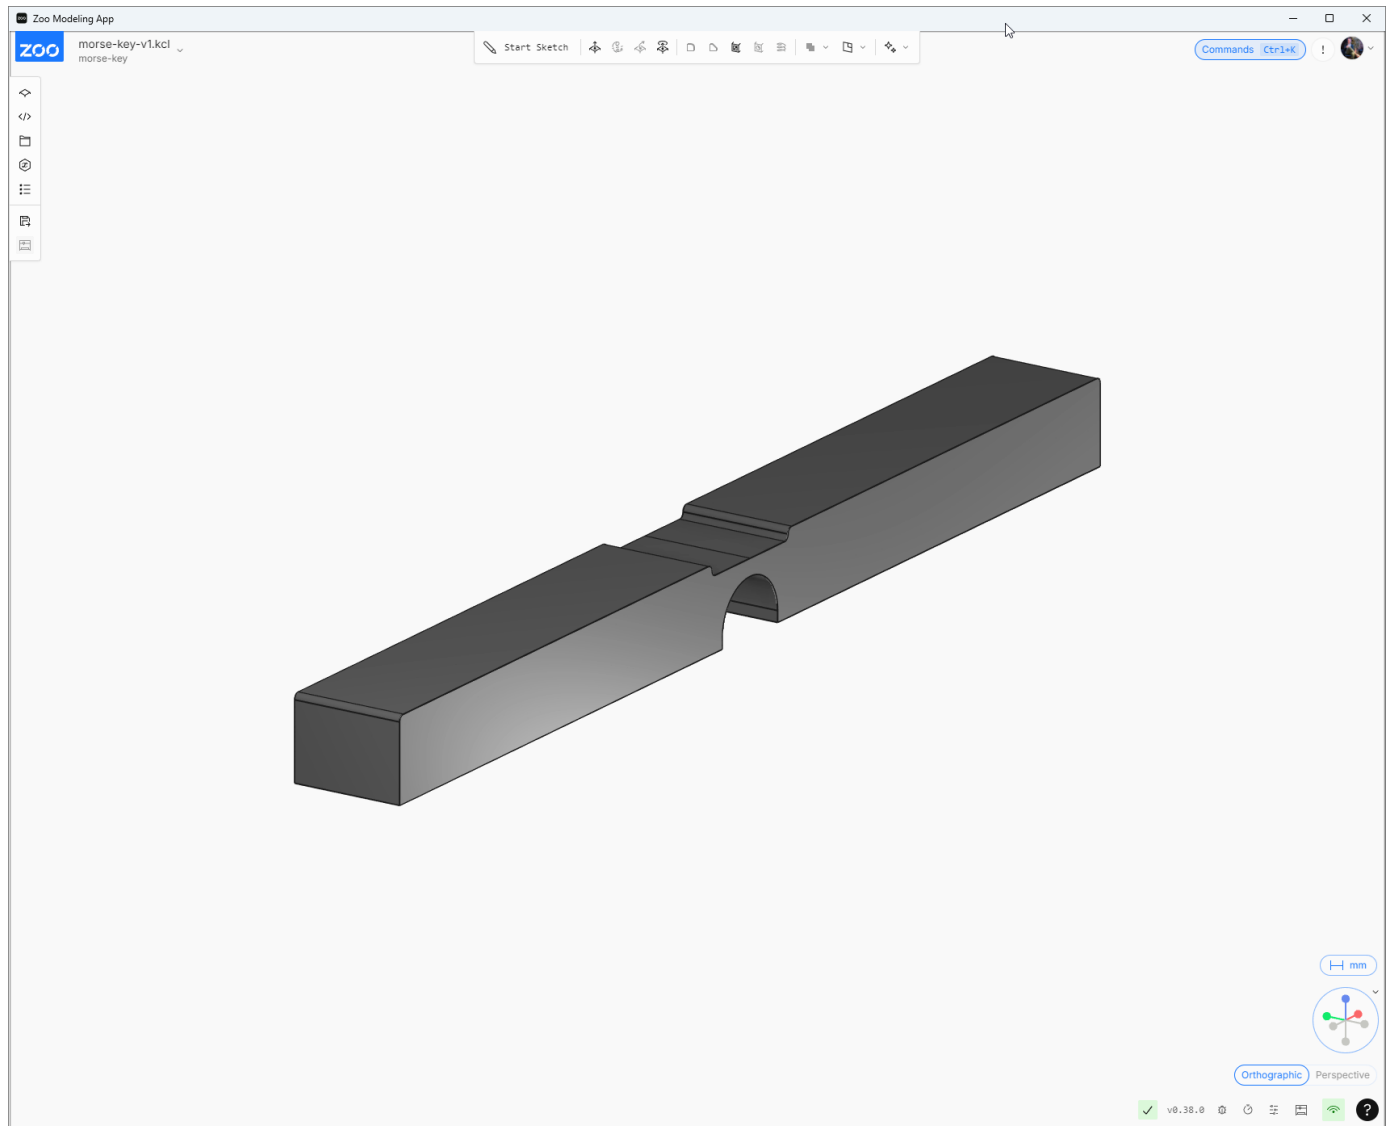 Zoo Modeling App
ZOO
morse-key-v1.kcl
morse-key
Start Sketch
Commands Ctrl+K
!
mm
Orthographic Perspective
v0.38.0
?